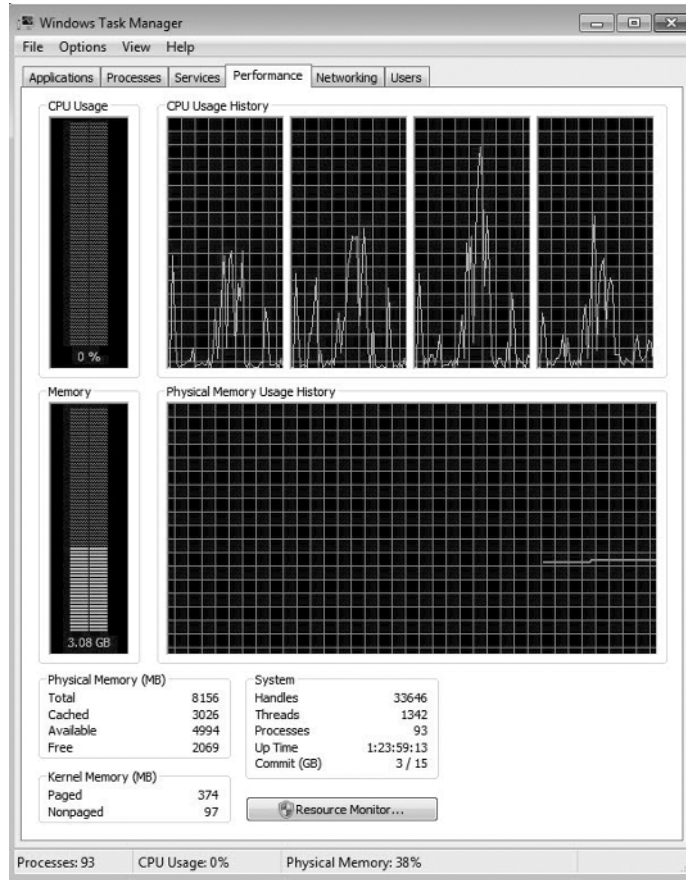 Windows Task Manager
File Options View Help
Applications Processes Services Performance Networking Users
CPU Usage CPU Usage History
0 %
Memory Physical Memory Usage History
3.08 GB
Physical Memory (MB)
Total 8156
Cached 3026
Available 4994
Free 2069
Kernel Memory (MB)
Paged 374
Nonpaged 97
System
Handles 33646
Threads 1342
Processes 93
Up Time 1:23:59:13
Commit (GB) 3 / 15
Resource Monitor...
Processes: 93 CPU Usage: 0% Physical Memory: 38%